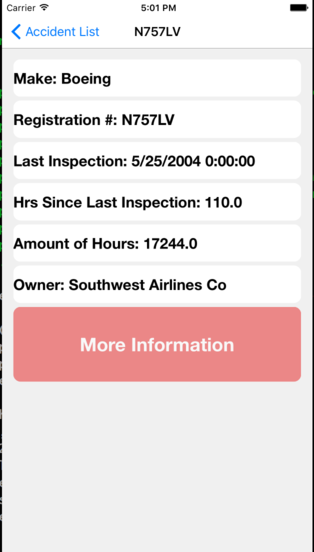 Carrier 5:01 PM
Accident List N757LV
Make: Boeing
Registration #: N757LV
Last Inspection: 5/25/2004 0:00:00
Hrs Since Last Inspection: 110.0
Amount of Hours: 17244.0
Owner: Southwest Airlines Co
More Information